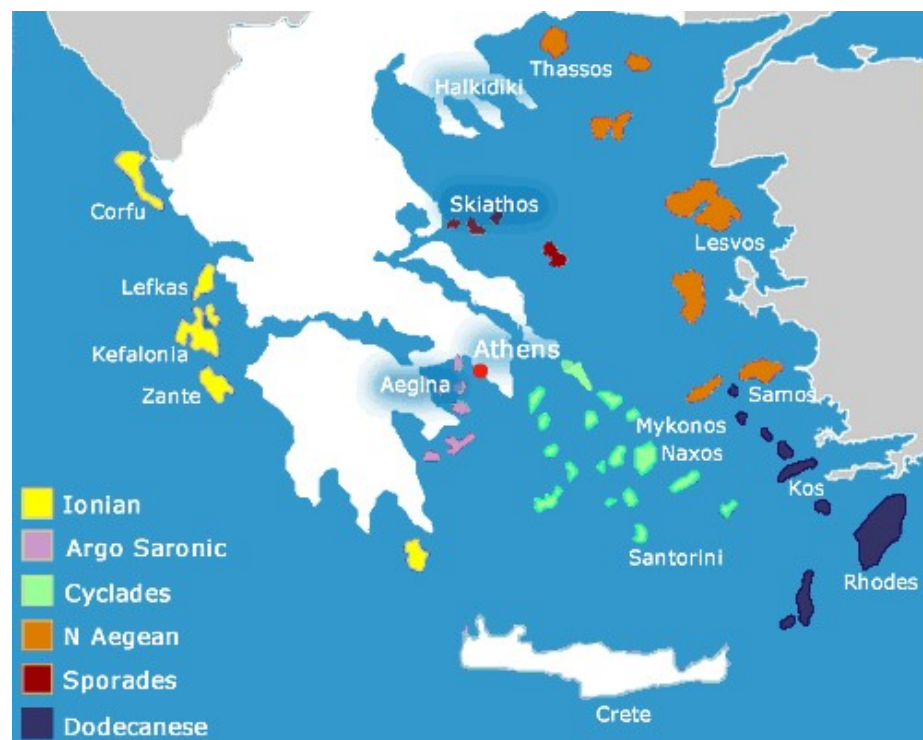 Thassos
Halkidiki
Corfu
Skiathos
Lesvos
Lefkas
Kefalonia
Athens
Aegina
Zante
Samos
Mykonos
Naxos
Kos
Ionian
Argo Saronic
Santorini
Cyclades
Rhodes
N Aegean
Sporades
Crete
Dodecanese